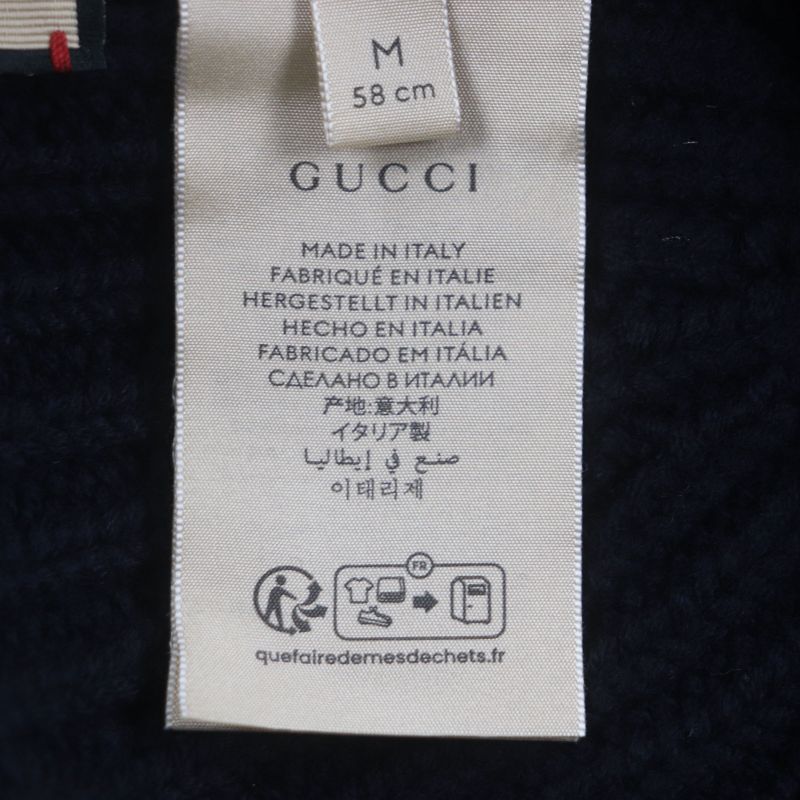 M
58 cm
GUCCI
MADE IN ITALY
FABRIQUÉ EN ITALIE
HERGESTELLT IN ITALIEN
HECHO EN ITALIA
FABRICADO EM ITÁLIA
СДЕЛАНО В ИТАЛИИ
产地:意大利
イタリア製
صنع في إيطاليا
이태리제
FR
quefairedemesdechets.fr